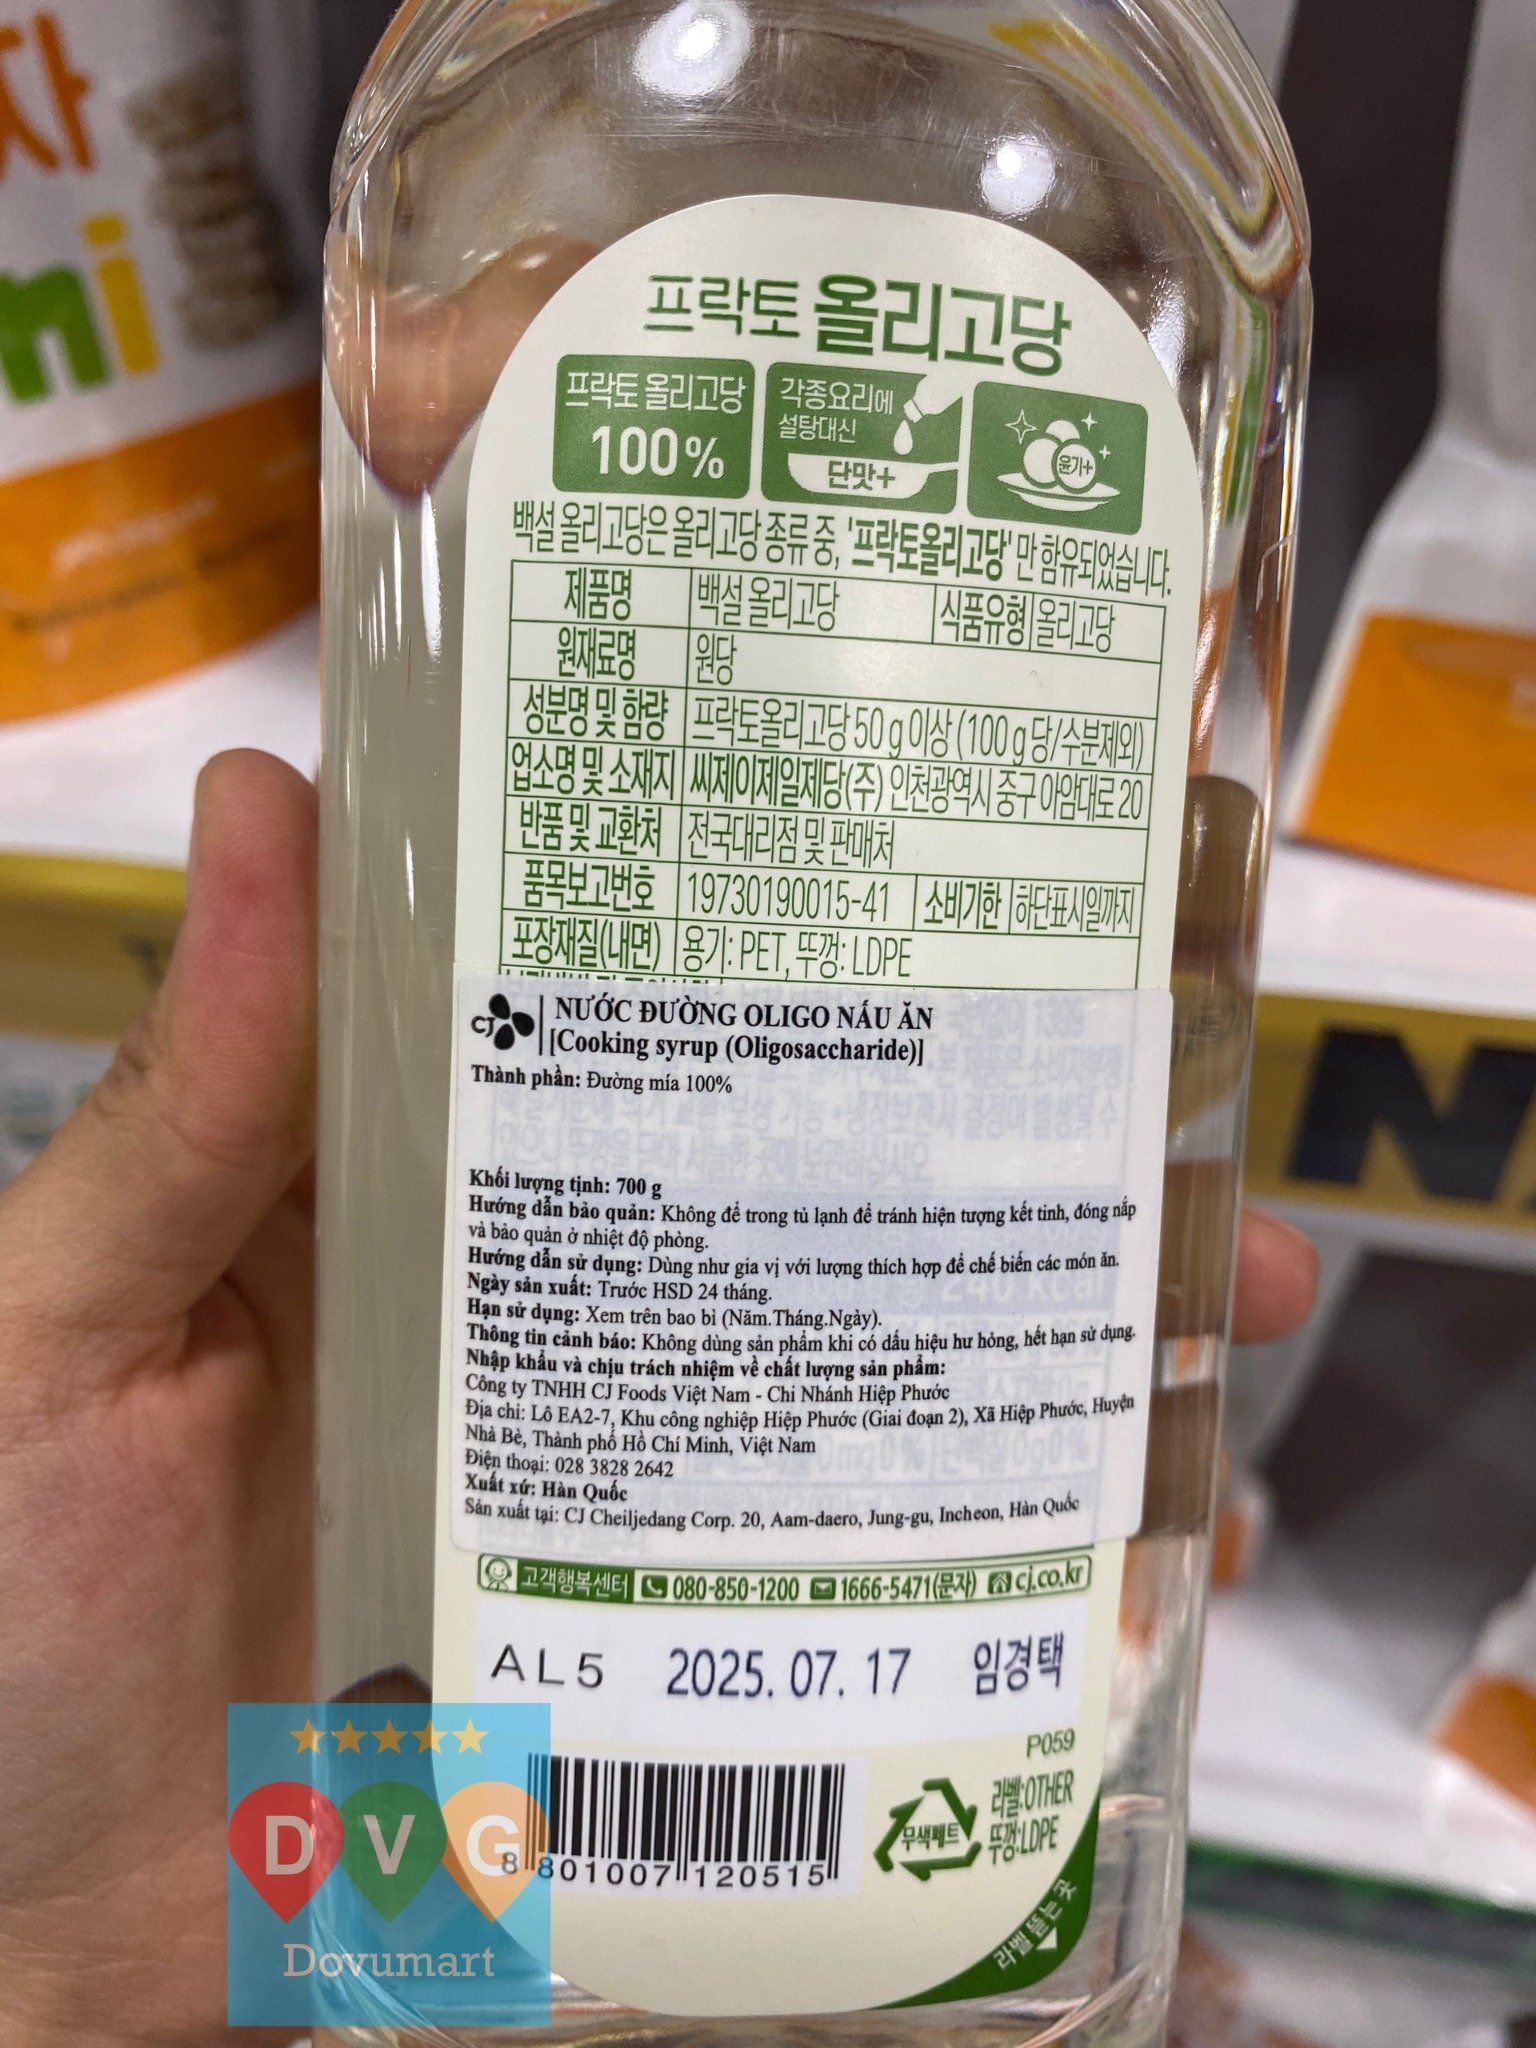 프락토 올리고당
프락토 올리고당
100%
각종요리에
설탕대신
단맛+
윤기+
백설 올리고당은 올리고당 종류 중, '프락토올리고당'만 함유되었습니다.
제품명 백설 올리고당 식품유형 올리고당
원재료명 원당
성분명 및 함량 프락토올리고당 50 g 이상 (100 g 당/수분제외)
업소명 및 소재지 씨제이제일제당(주) 인천광역시 중구 아암대로 20
반품 및 교환처 전국대리점 및 판매처
품목보고번호 19730190015-41 소비기한 하단표시일까지
포장재질(내면) 용기: PET, 뚜껑: LDPE
CJ
NƯỚC ĐƯỜNG OLIGO NẤU ĂN
[Cooking syrup (Oligosaccharide)]
Thành phần: Đường mía 100%
Khối lượng tịnh: 700 g
Hướng dẫn bảo quản: Không để trong tủ lạnh để tránh hiện tượng kết tinh, đóng nắp
và bảo quản ở nhiệt độ phòng.
Hướng dẫn sử dụng: Dùng như gia vị với lượng thích hợp để chế biến các món ăn.
Ngày sản xuất: Trước HSD 24 tháng.
Hạn sử dụng: Xem trên bao bì (Năm.Tháng.Ngày).
Thông tin cảnh báo: Không dùng sản phẩm khi có dấu hiệu hư hỏng, hết hạn sử dụng.
Nhập khẩu và chịu trách nhiệm về chất lượng sản phẩm:
Công ty TNHH CJ Foods Việt Nam - Chi Nhánh Hiệp Phước
Địa chỉ: Lô EA2-7, Khu công nghiệp Hiệp Phước (Giai đoạn 2), Xã Hiệp Phước, Huyện
Nhà Bè, Thành phố Hồ Chí Minh, Việt Nam
Điện thoại: 028 3828 2642
Xuất xứ: Hàn Quốc
Sản xuất tại: CJ Cheiljedang Corp. 20, Aam-daero, Jung-gu, Incheon, Hàn Quốc
고객행복센터 080-850-1200 1666-5471(문자) cj.co.kr
AL5 2025. 07. 17 임경택
P059
라벨:OTHER
뚜껑:LDPE
무색페트
8 801007 120515
라벨 뜯는 곳
DVG
Dovumart